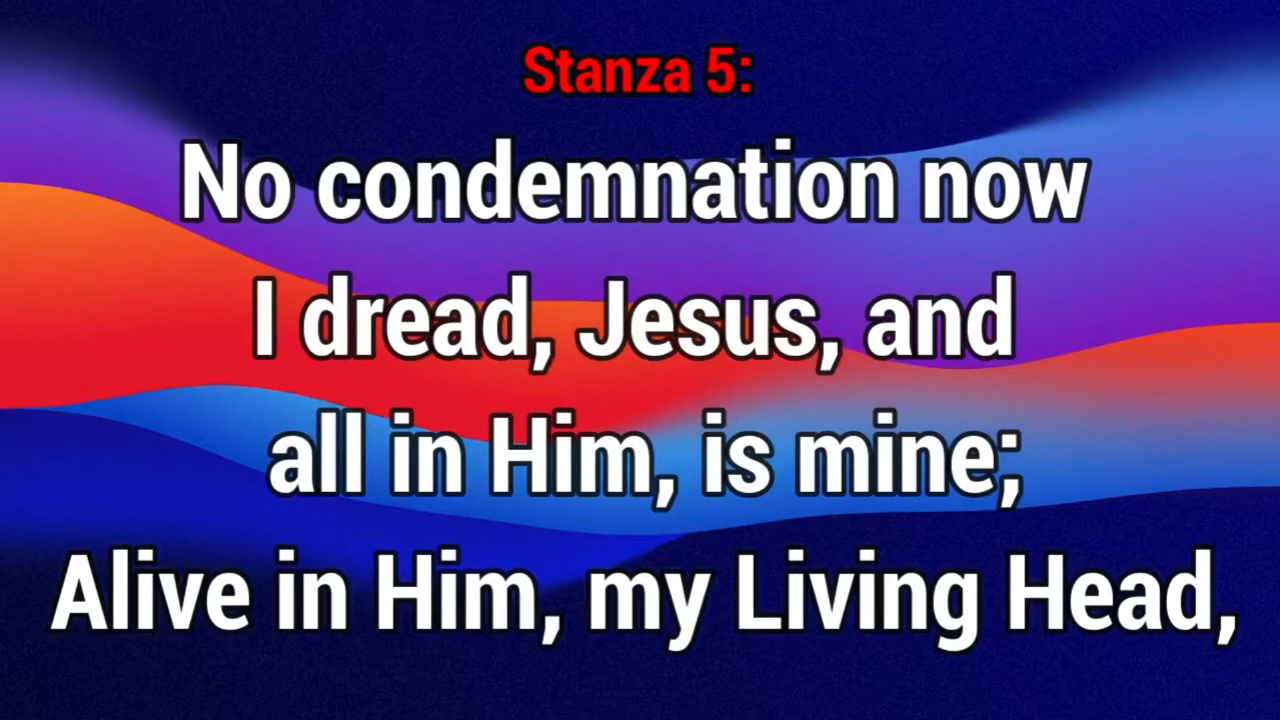 Stanza 5:
No condemnation now
I dread, Jesus, and
all in Him, is mine;
Alive in Him, my Living Head,